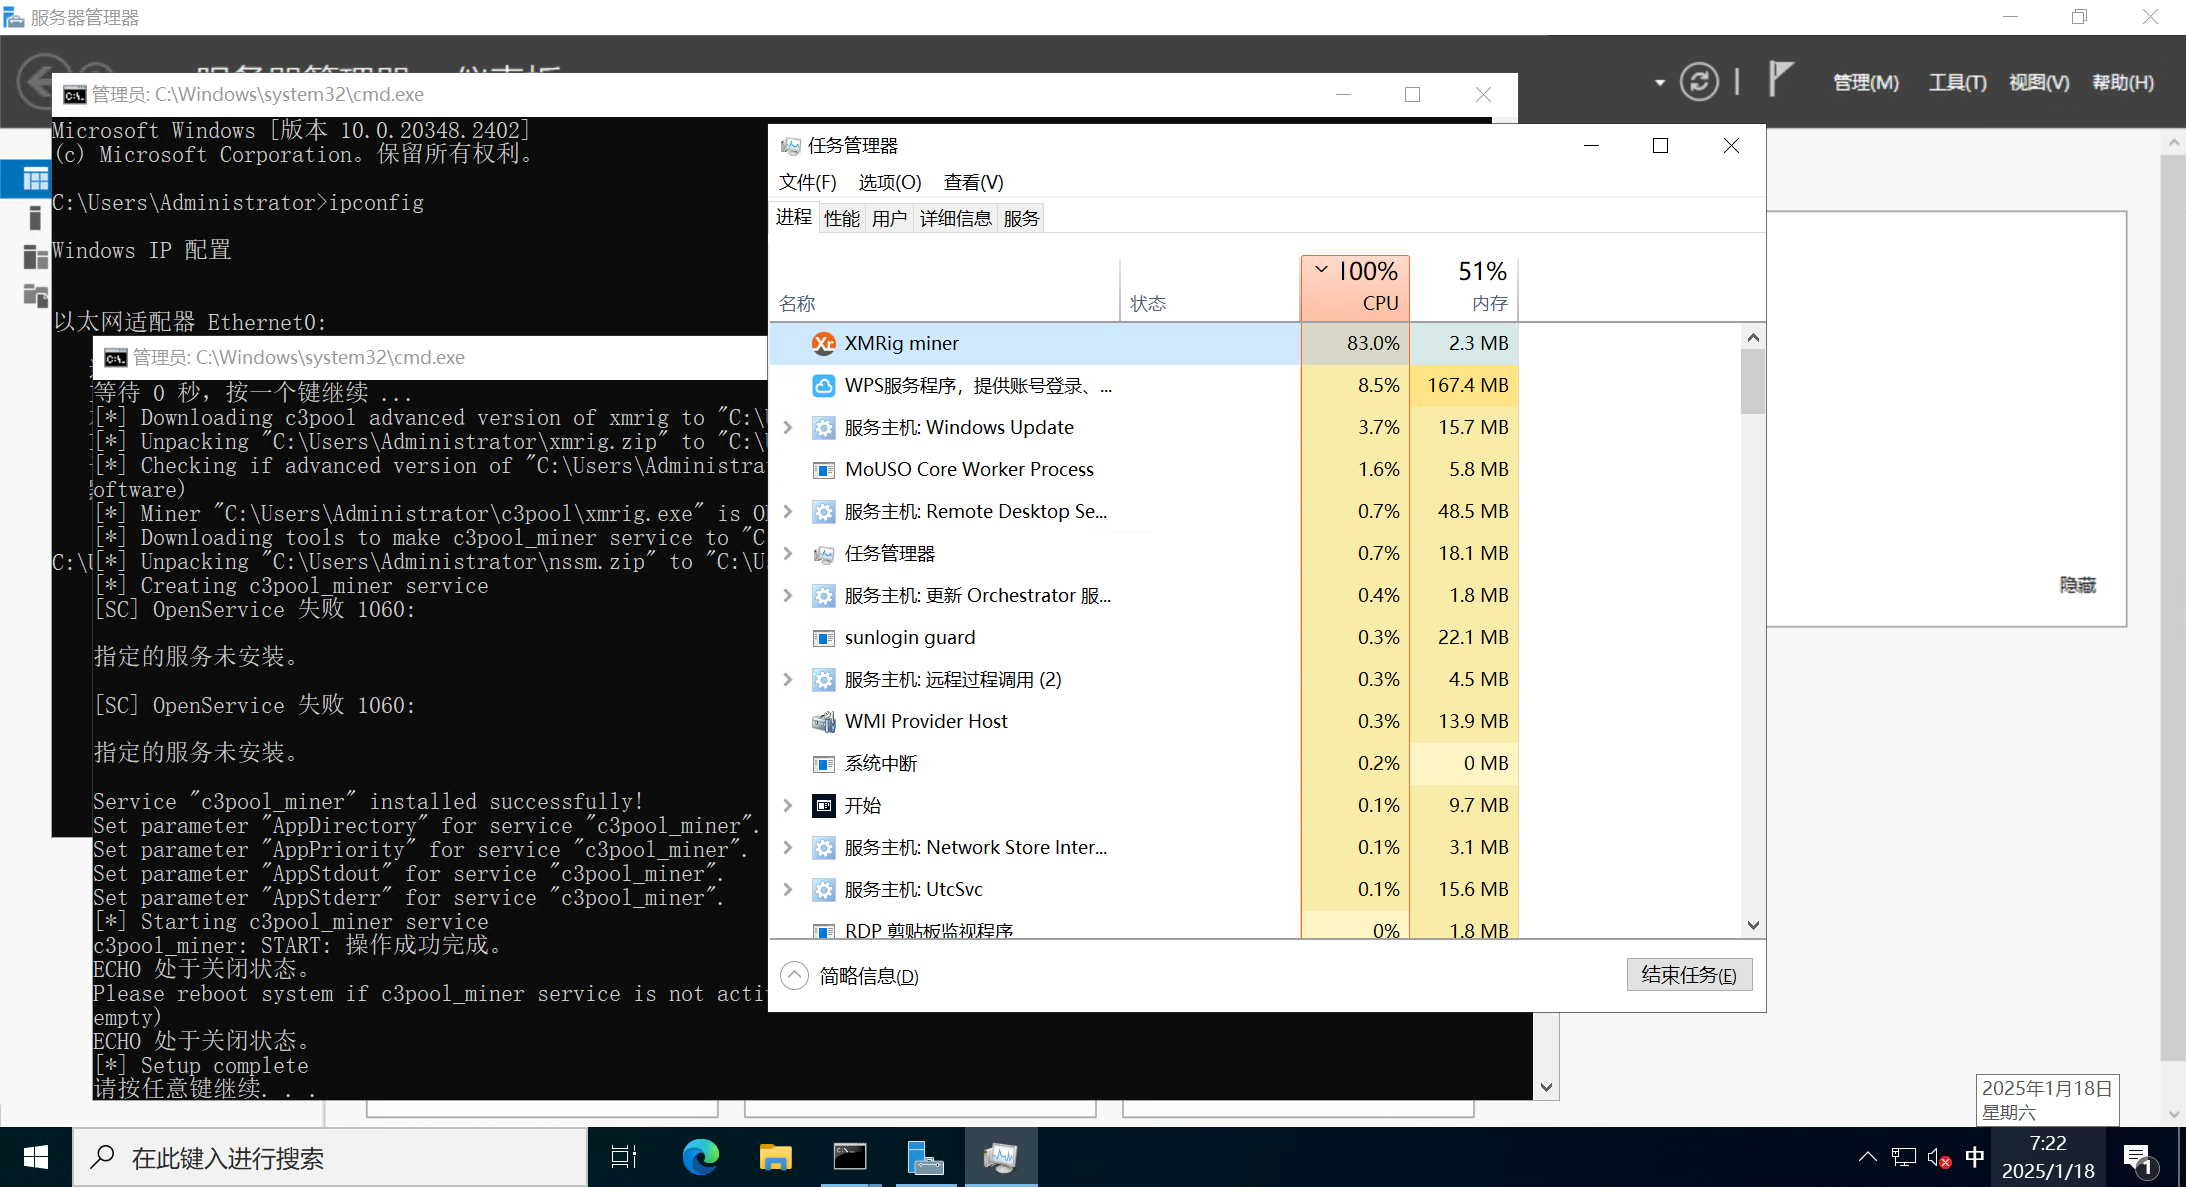 服务器管理器
管理(M) 工具(T) 视图(V) 帮助(H)
管理员: C:\Windows\system32\cmd.exe
Microsoft Windows [版本 10.0.20348.2402]
(c) Microsoft Corporation。保留所有权利。
C:\Users\Administrator>ipconfig
Windows IP 配置
以太网适配器 Ethernet0:
C:\U
管理员: C:\Windows\system32\cmd.exe
等待 0 秒，按一个键继续 ...
[*] Downloading c3pool advanced version of xmrig to "C:\
[*] Unpacking "C:\Users\Administrator\xmrig.zip" to "C:\
[*] Checking if advanced version of "C:\Users\Administra
oftware)
[*] Miner "C:\Users\Administrator\c3pool\xmrig.exe" is O
[*] Downloading tools to make c3pool_miner service to "C
[*] Unpacking "C:\Users\Administrator\nssm.zip" to "C:\U
[*] Creating c3pool_miner service
[SC] OpenService 失败 1060:
指定的服务未安装。
[SC] OpenService 失败 1060:
指定的服务未安装。
Service "c3pool_miner" installed successfully!
Set parameter "AppDirectory" for service "c3pool_miner".
Set parameter "AppPriority" for service "c3pool_miner".
Set parameter "AppStdout" for service "c3pool_miner".
Set parameter "AppStderr" for service "c3pool_miner".
[*] Starting c3pool_miner service
c3pool_miner: START: 操作成功完成。
ECHO 处于关闭状态。
Please reboot system if c3pool_miner service is not acti
empty)
ECHO 处于关闭状态。
[*] Setup complete
请按任意键继续. . .
任务管理器
文件(F) 选项(O) 查看(V)
进程 性能 用户 详细信息 服务
100% 51%
名称 状态 CPU 内存
XMRig miner 83.0% 2.3 MB
WPS服务程序，提供账号登录、... 8.5% 167.4 MB
服务主机: Windows Update 3.7% 15.7 MB
MoUSO Core Worker Process 1.6% 5.8 MB
服务主机: Remote Desktop Se... 0.7% 48.5 MB
任务管理器 0.7% 18.1 MB
服务主机: 更新 Orchestrator 服... 0.4% 1.8 MB
sunlogin guard 0.3% 22.1 MB
服务主机: 远程过程调用 (2) 0.3% 4.5 MB
WMI Provider Host 0.3% 13.9 MB
系统中断 0.2% 0 MB
开始 0.1% 9.7 MB
服务主机: Network Store Inter... 0.1% 3.1 MB
服务主机: UtcSvc 0.1% 15.6 MB
RDP 剪贴板监视程序 0% 1.8 MB
简略信息(D) 结束任务(E)
隐藏
2025年1月18日
星期六
在此键入进行搜索
中
7:22
2025/1/18
1